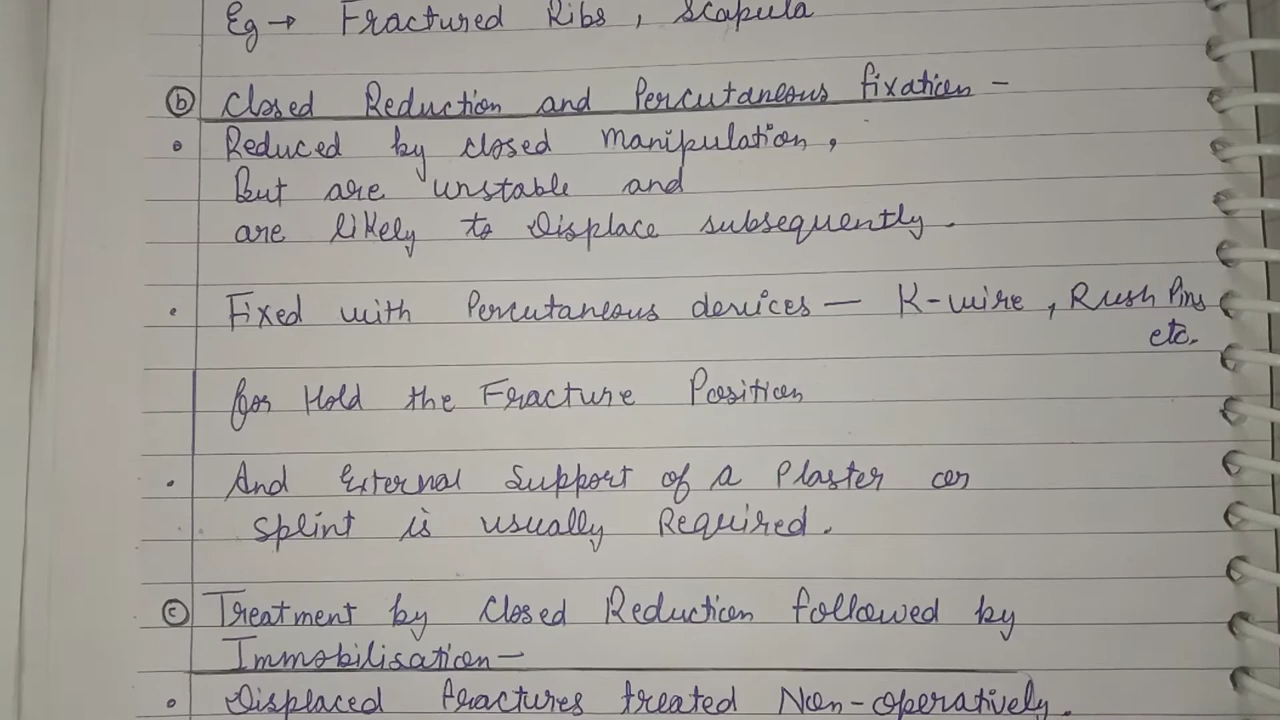 Eg → Fractured Ribs, Scapula
ⓑ Closed Reduction and Percutaneous fixation -
• Reduced by closed Manipulation,
But are unstable and
are likely to Displace subsequently.
• Fixed with Percutaneous devices — K-wire, Rush Pins
etc.
for Hold the Fracture Position
• And External Support of a Plaster or
splint is usually Required.
ⓒ Treatment by Closed Reduction followed by
Immobilisation -
• Displaced fractures treated Non-operatively.